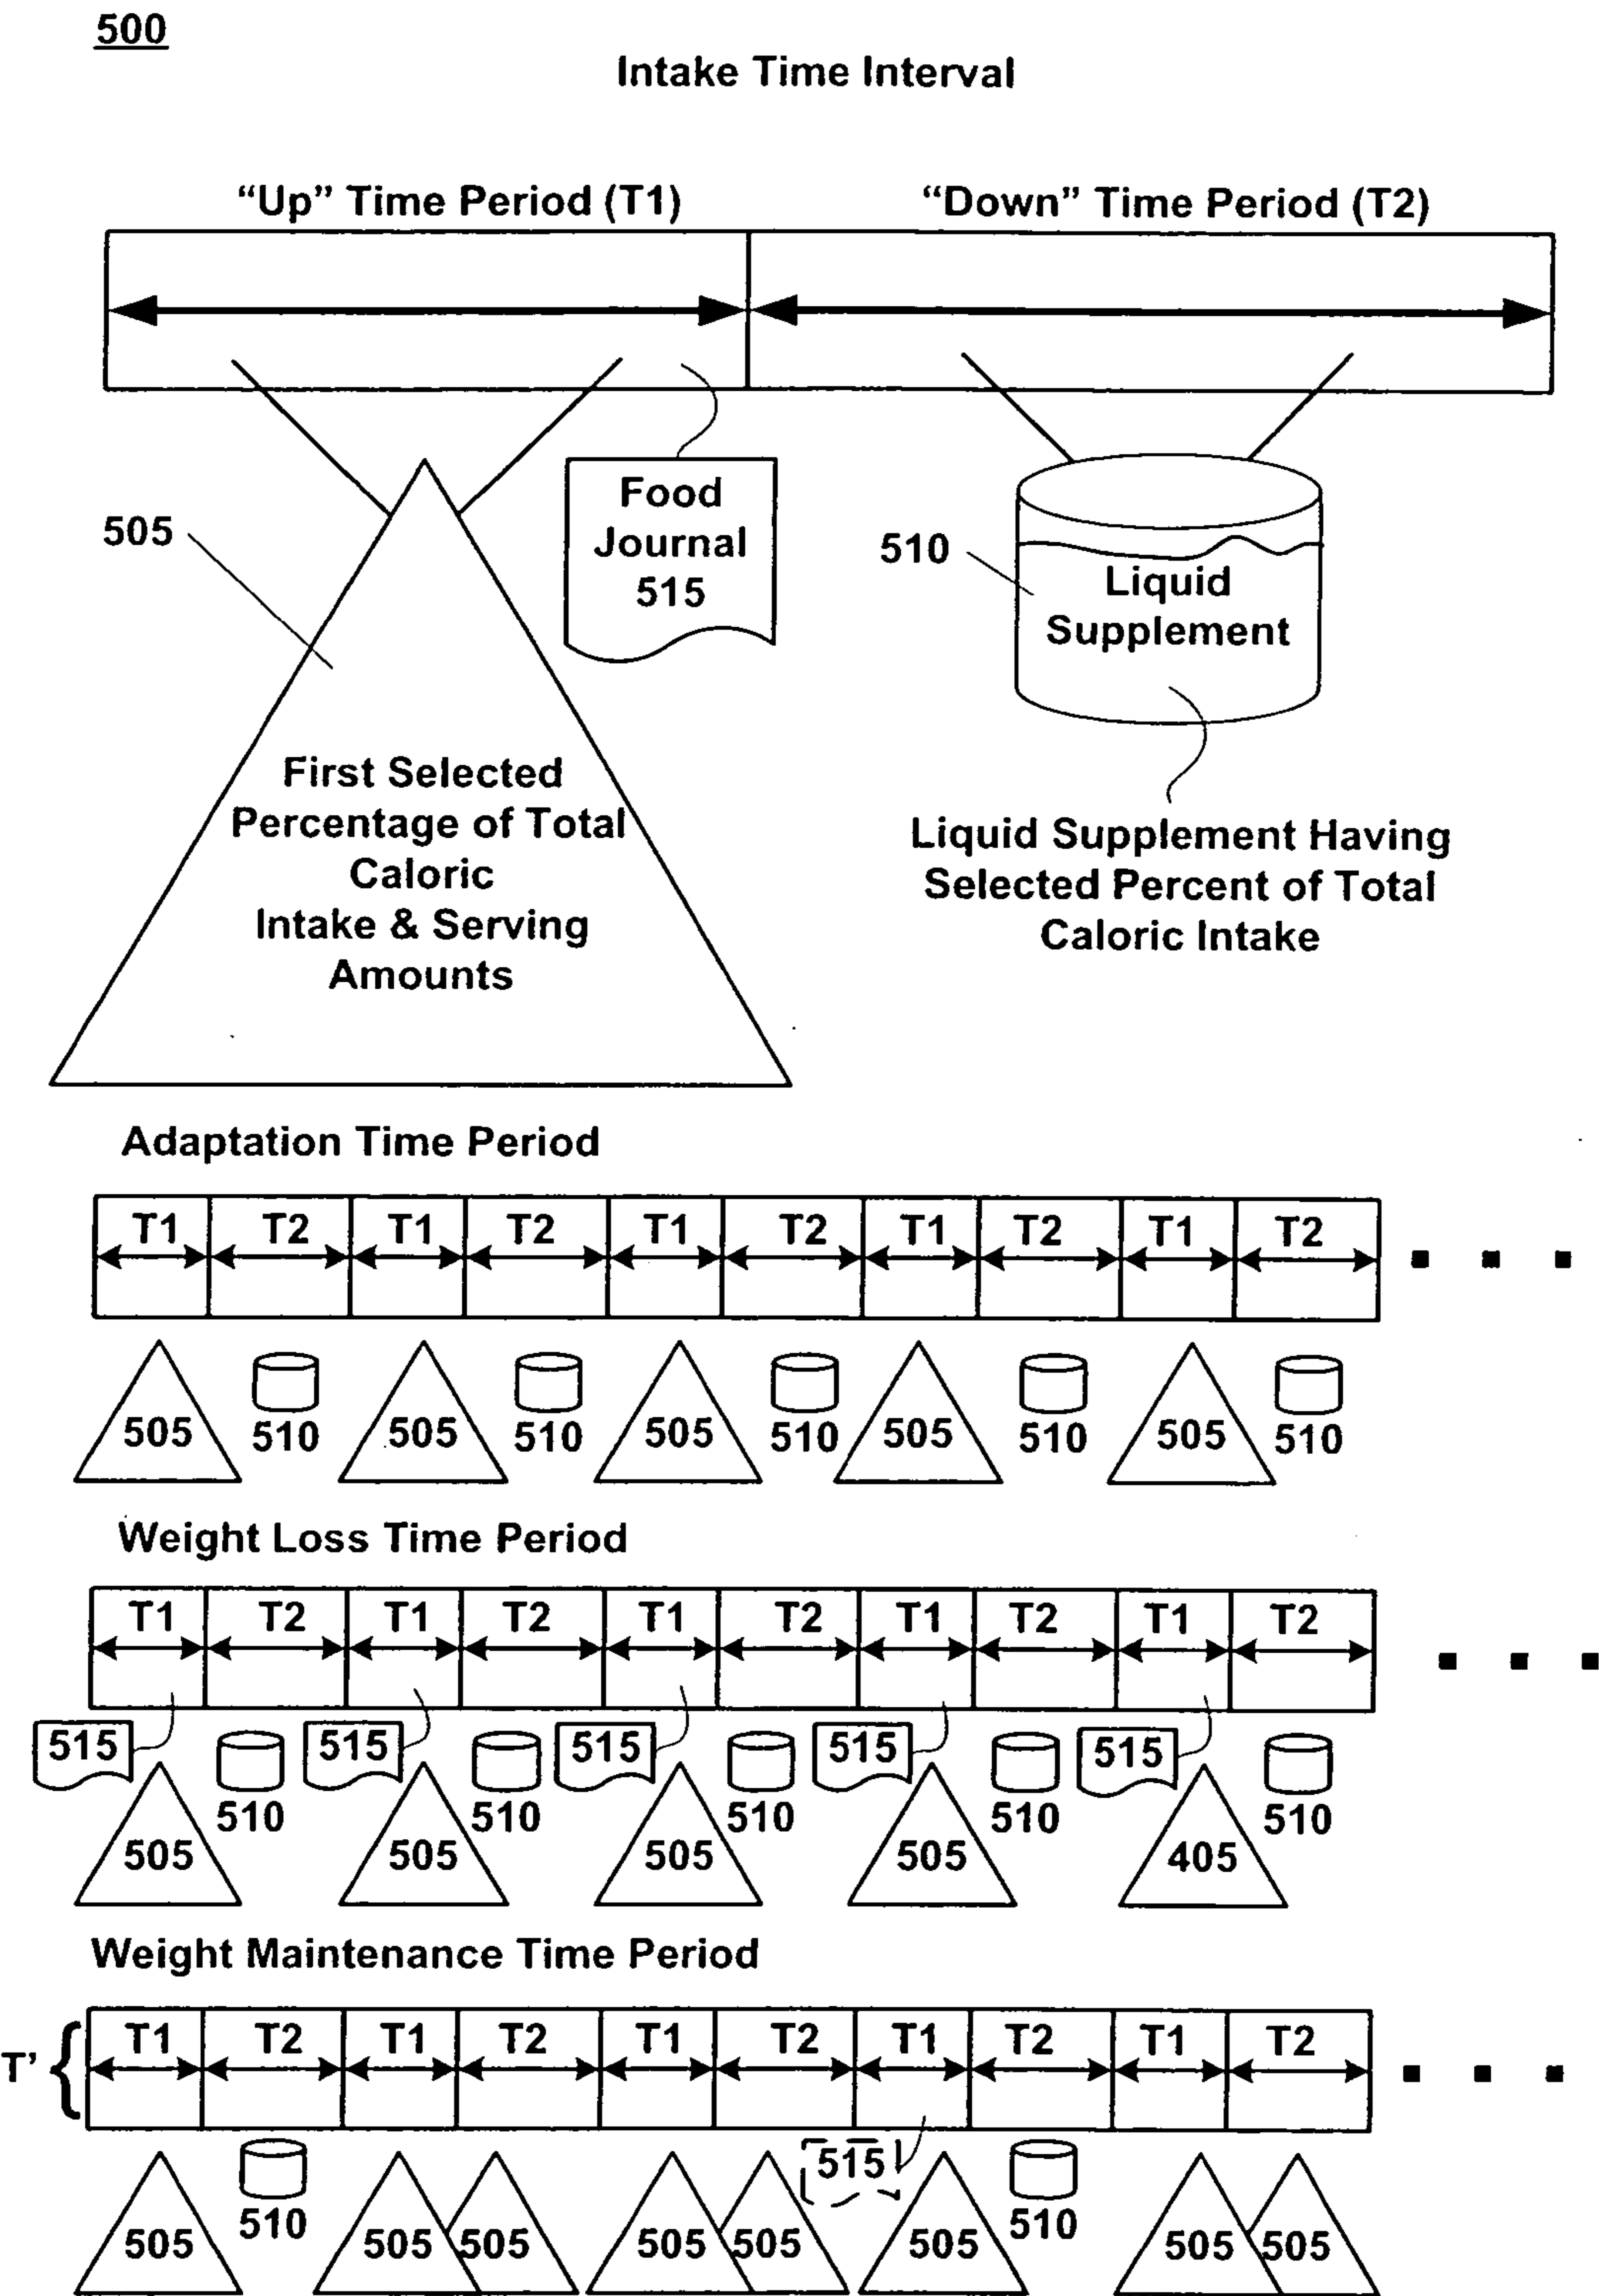 500
Intake Time Interval
“Up” Time Period (T1) “Down” Time Period (T2)
505
Food
Journal
515
510
Liquid
Supplement
First Selected
Percentage of Total
Caloric
Intake & Serving
Amounts
Liquid Supplement Having
Selected Percent of Total
Caloric Intake
Adaptation Time Period
T1 T2 T1 T2 T1 T2 T1 T2 T1 T2
505 510 505 510 505 510 505 510 505 510
Weight Loss Time Period
T1 T2 T1 T2 T1 T2 T1 T2 T1 T2
515 515 515 515 515
510 510 510 510 510
505 505 505 505 405
Weight Maintenance Time Period
T’ { T1 T2 T1 T2 T1 T2 T1 T2 T1 T2
515
510 510
505 505 505 505 505 505 505 505